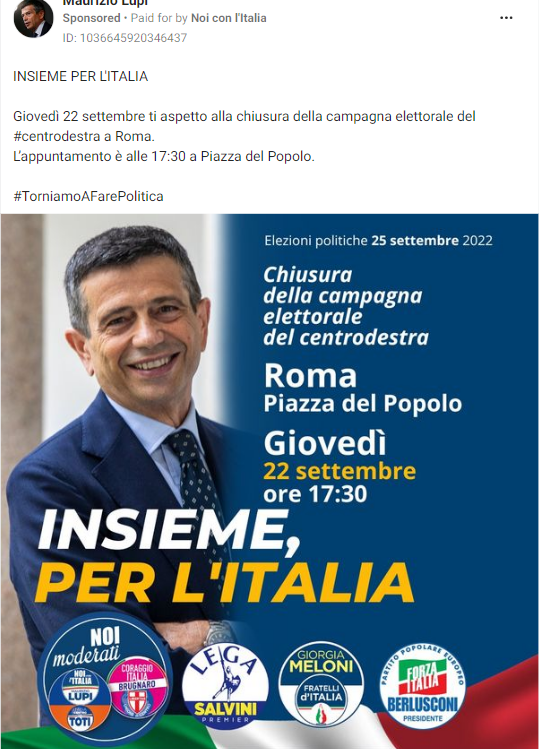 Maurizio Lupi
Sponsored • Paid for by Noi con l'Italia
ID: 1036645920346437
INSIEME PER L'ITALIA
Giovedì 22 settembre ti aspetto alla chiusura della campagna elettorale del
#centrodestra a Roma.
L'appuntamento è alle 17:30 a Piazza del Popolo.
#TorniamoAFarePolitica
Elezioni politiche 25 settembre 2022
Chiusura
della campagna
elettorale
del centrodestra
Roma
Piazza del Popolo
Giovedì
22 settembre
ore 17:30
INSIEME,
PER L'ITALIA
NOI
moderati
NOI CON L'ITALIA
LUPI
ITALIA
TOTI
CORAGGIO
ITALIA
BRUGNARO
LEGA
SALVINI
PREMIER
GIORGIA
MELONI
FRATELLI
d'ITALIA
PARTITO POPOLARE EUROPEO
FORZA
ITALIA
BERLUSCONI
PRESIDENTE